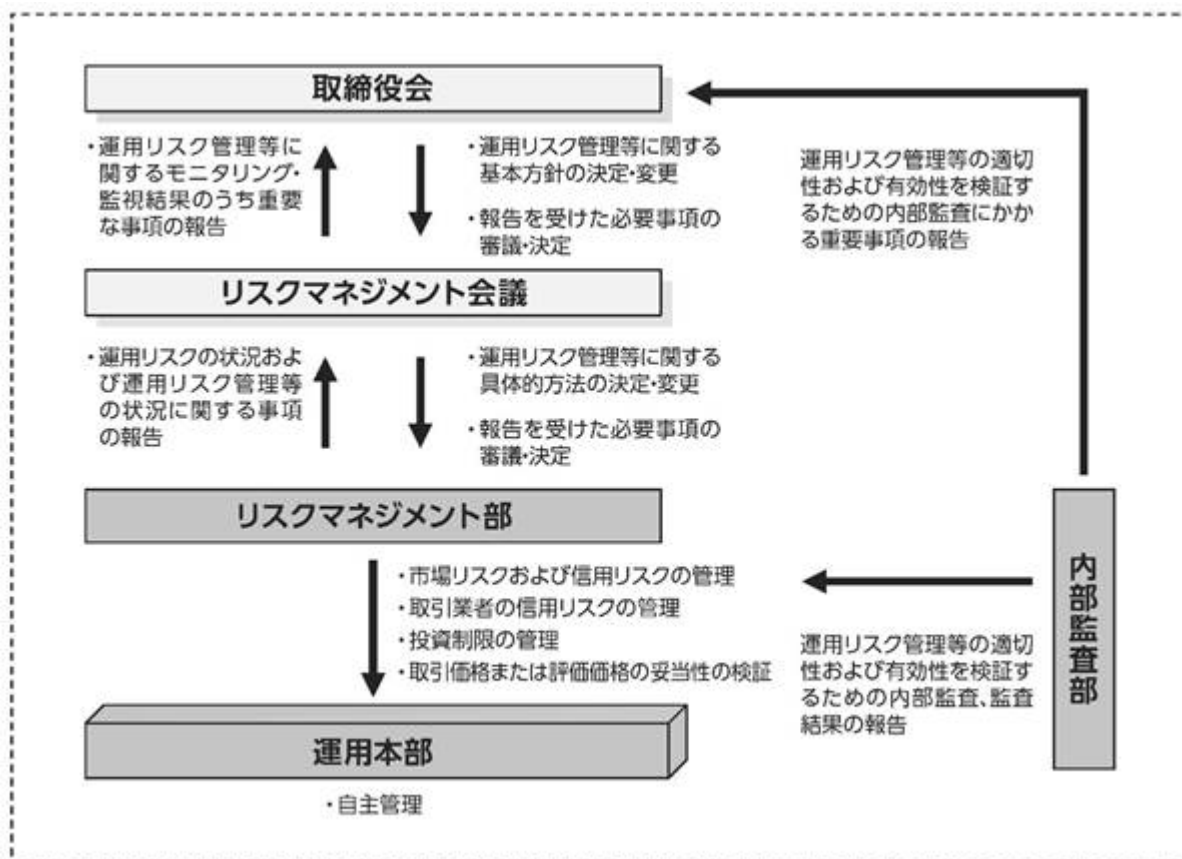 取締役会
・運用リスク管理等に
関するモニタリング・
監視結果のうち重要
な事項の報告
・運用リスク管理等に関する
基本方針の決定・変更
・報告を受けた必要事項の
審議・決定
運用リスク管理等の適切
性および有効性を検証す
るための内部監査にかか
る重要事項の報告
リスクマネジメント会議
・運用リスクの状況およ
び運用リスク管理等
の状況に関する事項
の報告
・運用リスク管理等に関する
具体的方法の決定・変更
・報告を受けた必要事項の
審議・決定
リスクマネジメント部
・市場リスクおよび信用リスクの管理
・取引業者の信用リスクの管理
・投資制限の管理
・取引価格または評価価格の妥当性の検証
運用リスク管理等の適切
性および有効性を検証す
るための内部監査、監査
結果の報告
内部監査部
運用本部
・自主管理